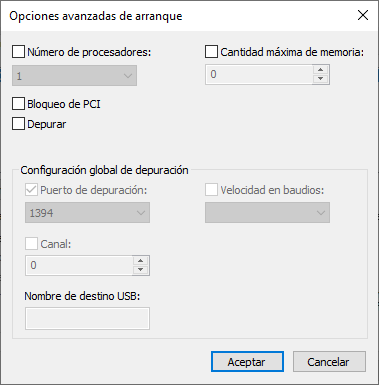 Opciones avanzadas de arranque
Número de procesadores:
Cantidad máxima de memoria:
1
0
Bloqueo de PCI
Depurar
Configuración global de depuración
Puerto de depuración:
Velocidad en baudios:
1394
Canal:
0
Nombre de destino USB:
Aceptar
Cancelar